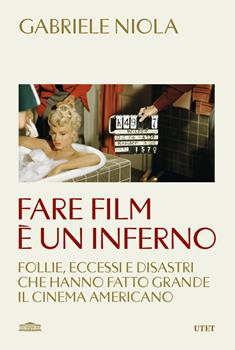 GABRIELE NIOLA
FARE FILM
È UN INFERNO
FOLLIE, ECCESSI E DISASTRI
CHE HANNO FATTO GRANDE
IL CINEMA AMERICANO
UTET